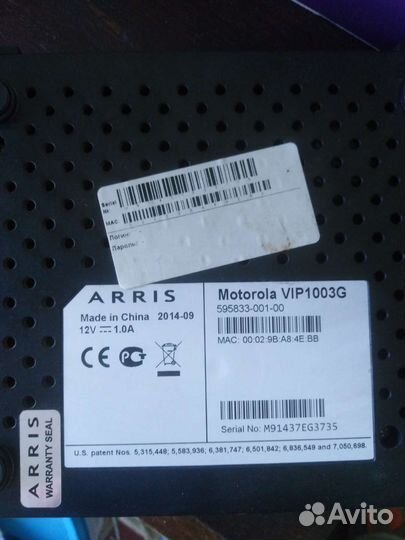 Serial
№:
MAC:
Логин:
Пароль:
ARRIS
Made in China 2014-09
12V 1.0A
CE
Motorola VIP1003G
595833-001-00
MAC: 00:02:9B:A8:4E:BB
Serial No: M91437EG3735
U.S. patent Nos. 5,315,448; 5,583,936; 6,381,747; 6,501,842; 6,836,549 and 7,050,698.
ARRIS
WARRANTY SEAL
Avito